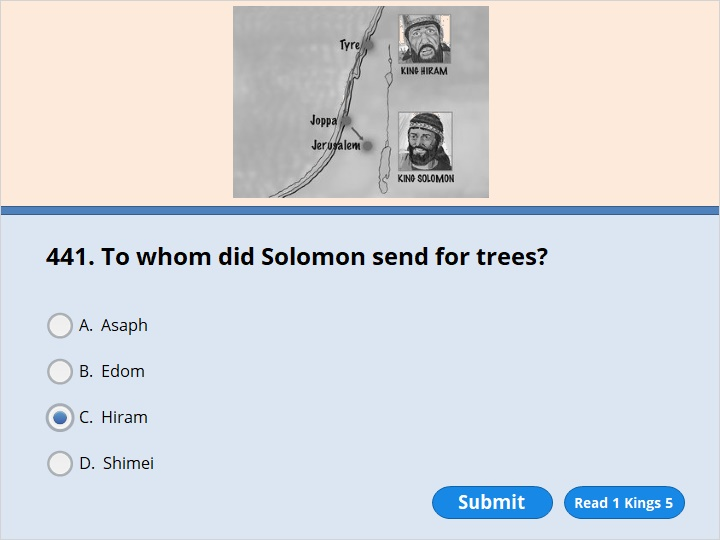 Tyre
KING HIRAM
Joppa
Jerusalem
KING SOLOMON
441. To whom did Solomon send for trees?
A. Asaph
B. Edom
C. Hiram
D. Shimei
Submit
Read 1 Kings 5